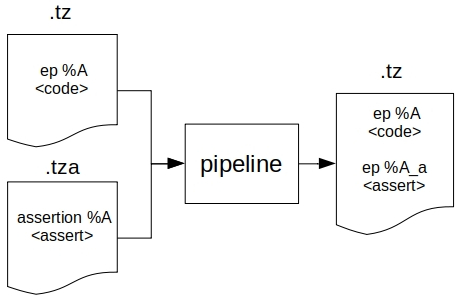 .tz
ep %A
<code>
.tza
assertion %A
<assert>
pipeline
.tz
ep %A
<code>
ep %A_a
<assert>